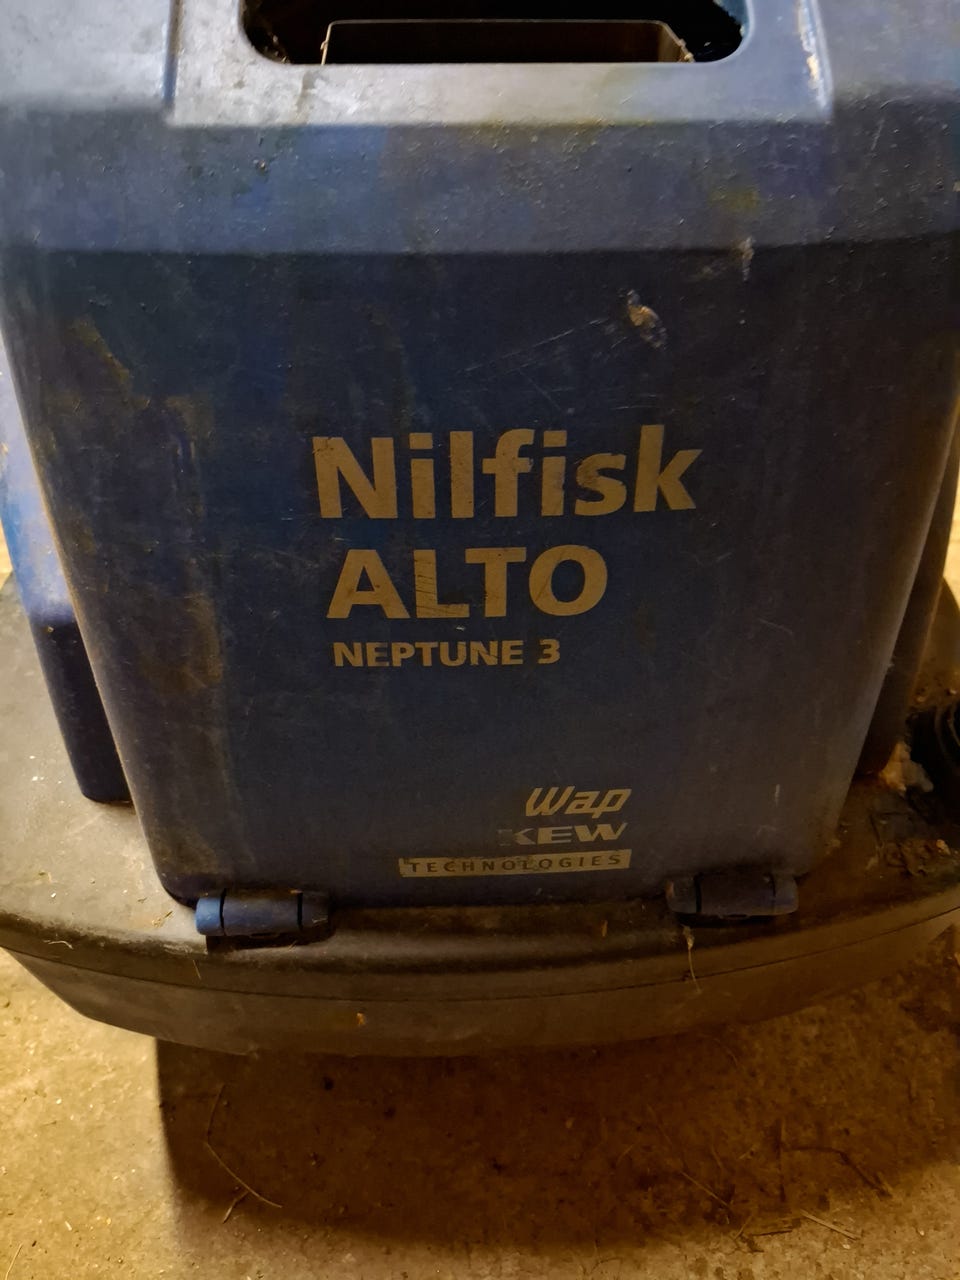 Nilfisk
ALTO
NEPTUNE 3
Wap
KEW
TECHNOLOGIES